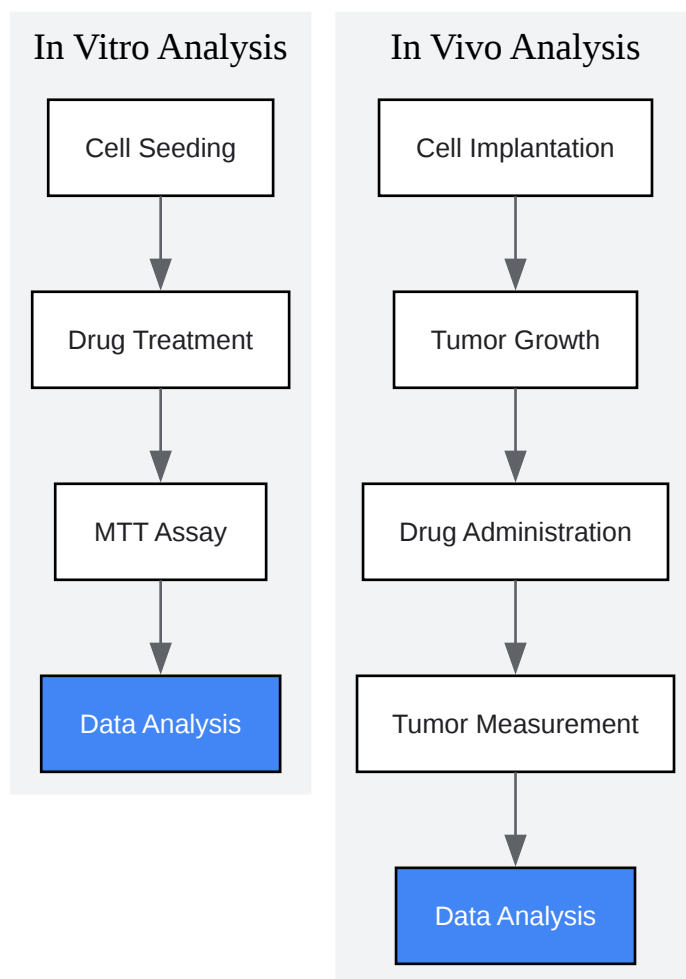 In Vitro Analysis
Cell Seeding
Drug Treatment
MTT Assay
Data Analysis
In Vivo Analysis
Cell Implantation
Tumor Growth
Drug Administration
Tumor Measurement
Data Analysis